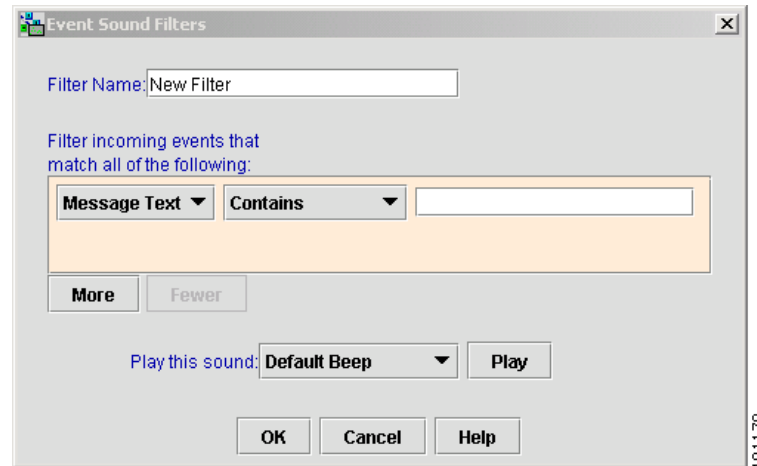 Event Sound Filters
Filter Name: New Filter
Filter incoming events that
match all of the following:
Message Text Contains
More Fewer
Play this sound: Default Beep Play
OK Cancel Help